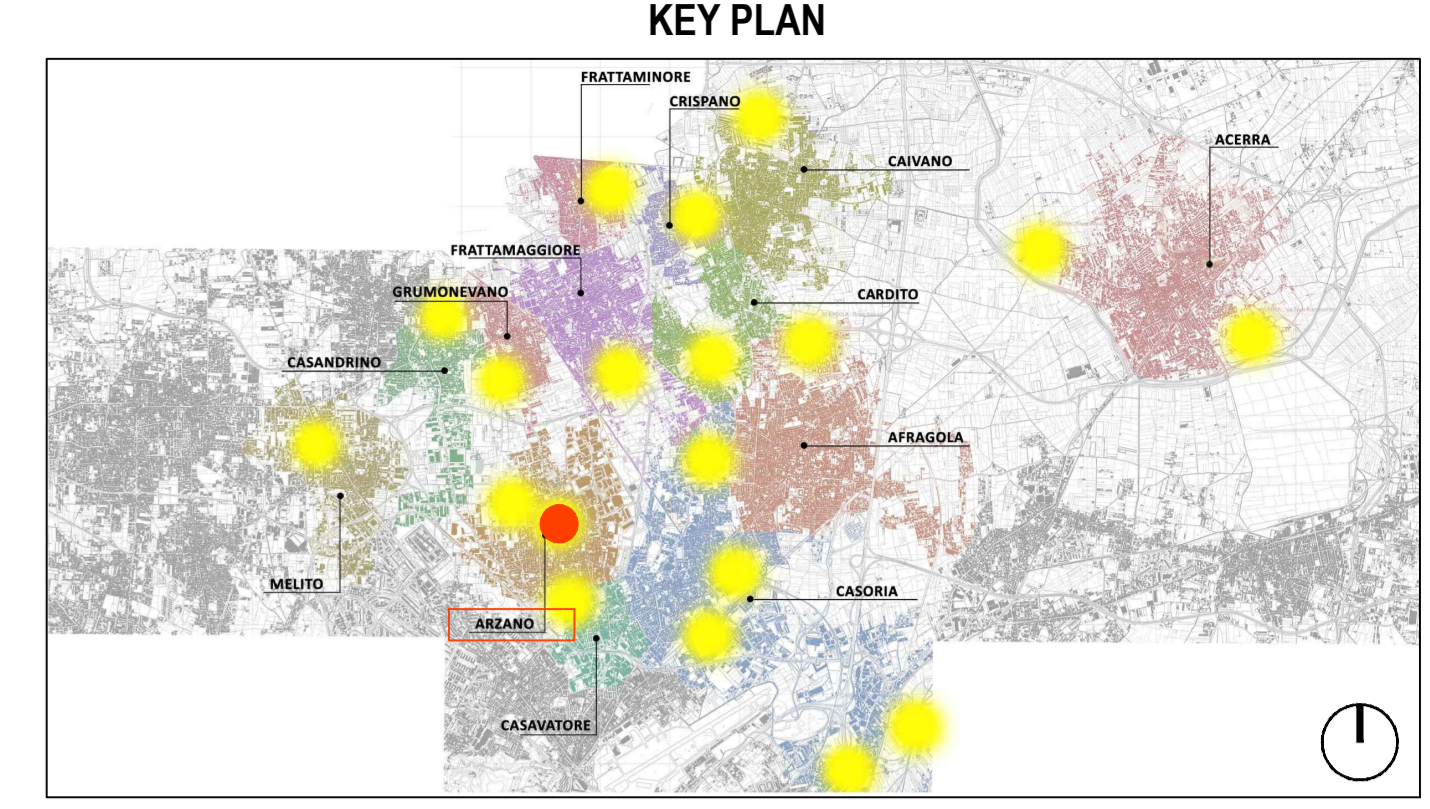 KEY PLAN
FRATTAMINORE
CRISPANO
ACERRA
CAIVANO
FRATTAMAGGIORE
GRUMONEVANO
CARDITO
CASANDRINO
AFRAGOLA
MELITO
CASORIA
ARZANO
CASAVATORE